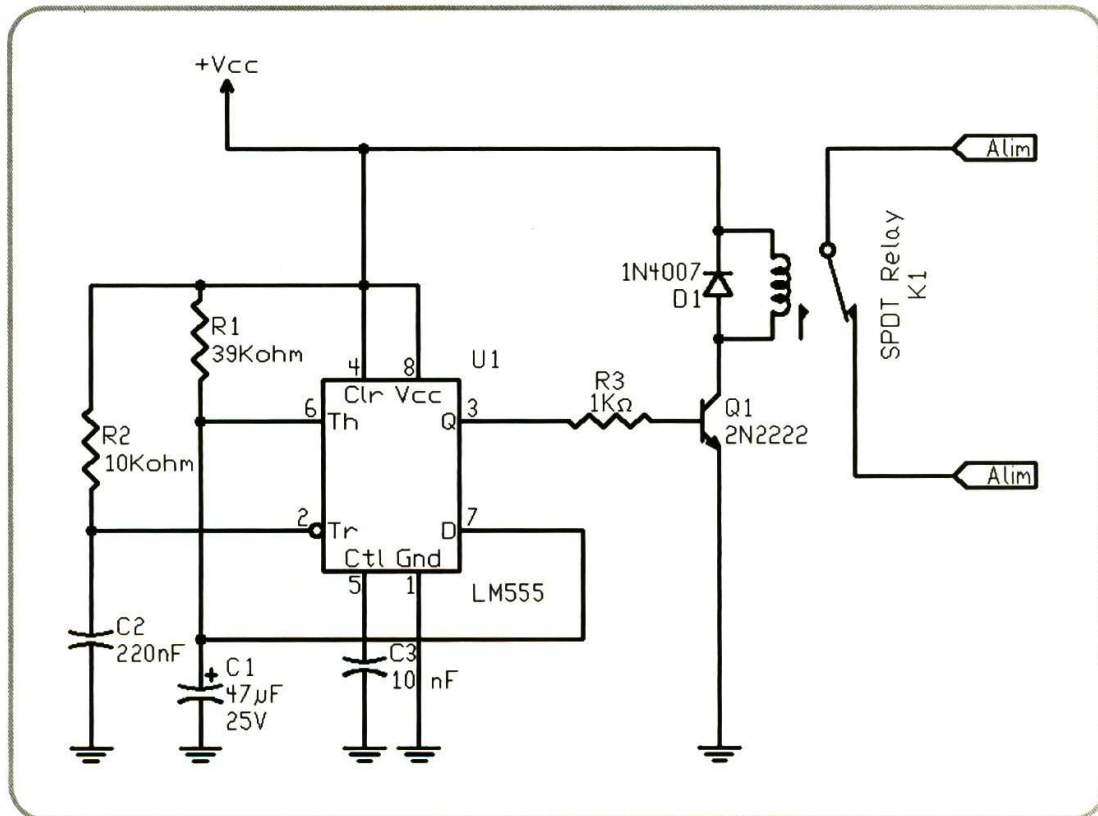 +Vcc
Alim
1N4007
D1
SPDT Relay
K1
R1
39Kohm
4
8
U1
Clr Vcc
R3
1KΩ
6
Th
Q
3
Q1
2N2222
R2
10Kohm
Alim
2
Tr
D
7
Ctl Gnd
5
1
LM555
C2
220nF
C3
10 nF
+
C1
47µF
25V